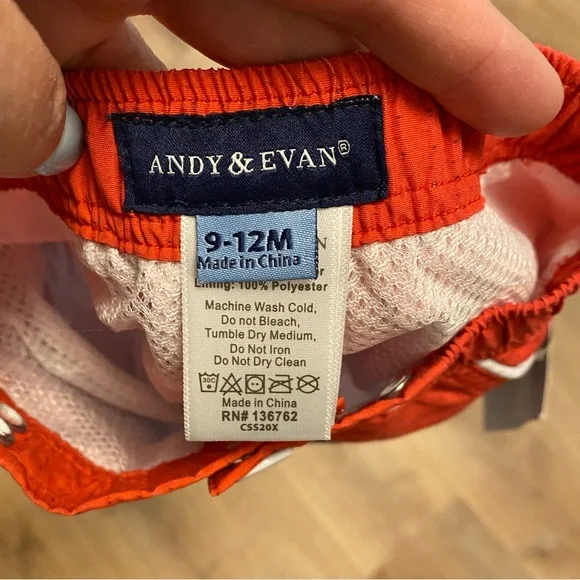 ANDY & EVAN®
9-12M
Made in China
Lining: 100% Polyester
Machine Wash Cold,
Do not Bleach,
Tumble Dry Medium,
Do not Iron
Do Not Dry Clean
30C
Made in China
RN# 136762
CSS20X